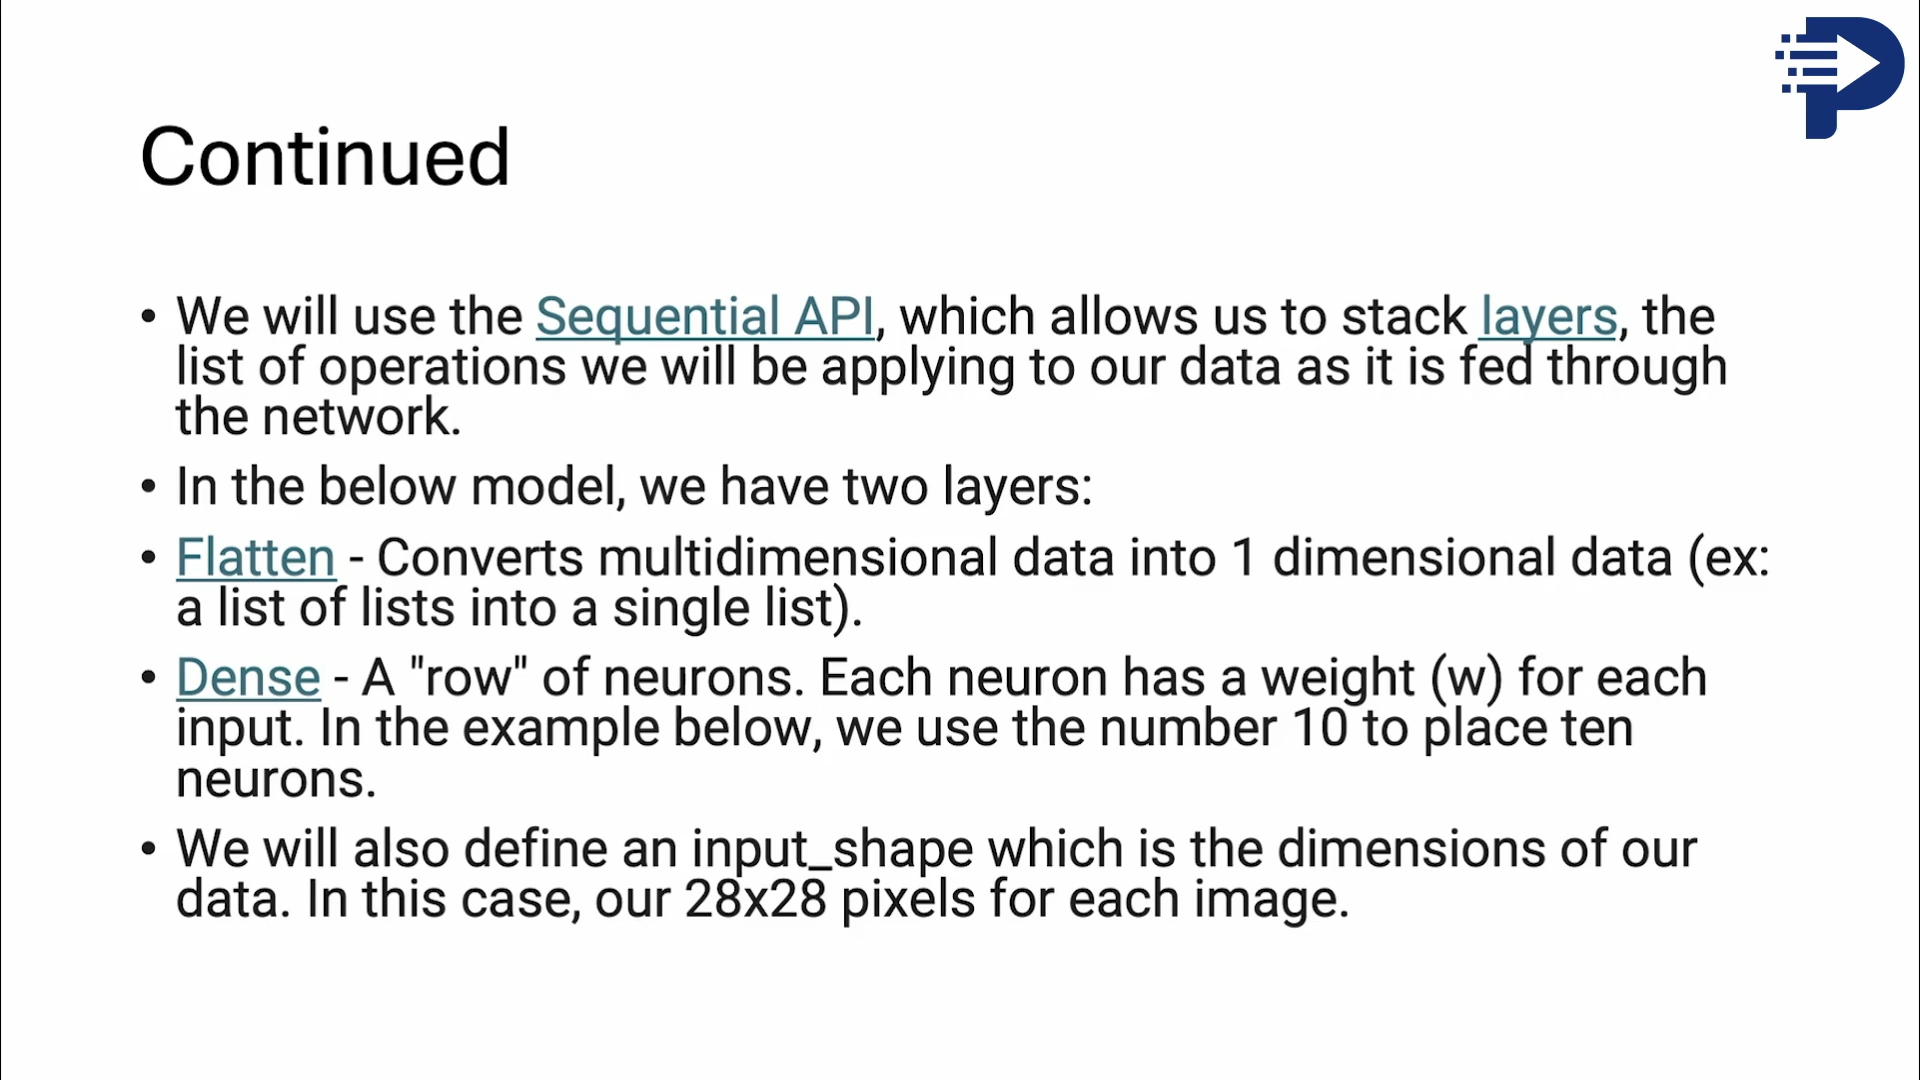 Continued
• We will use the Sequential API, which allows us to stack layers, the
list of operations we will be applying to our data as it is fed through
the network.
• In the below model, we have two layers:
• Flatten - Converts multidimensional data into 1 dimensional data (ex:
a list of lists into a single list).
• Dense - A "row" of neurons. Each neuron has a weight (w) for each
input. In the example below, we use the number 10 to place ten
neurons.
• We will also define an input_shape which is the dimensions of our
data. In this case, our 28x28 pixels for each image.